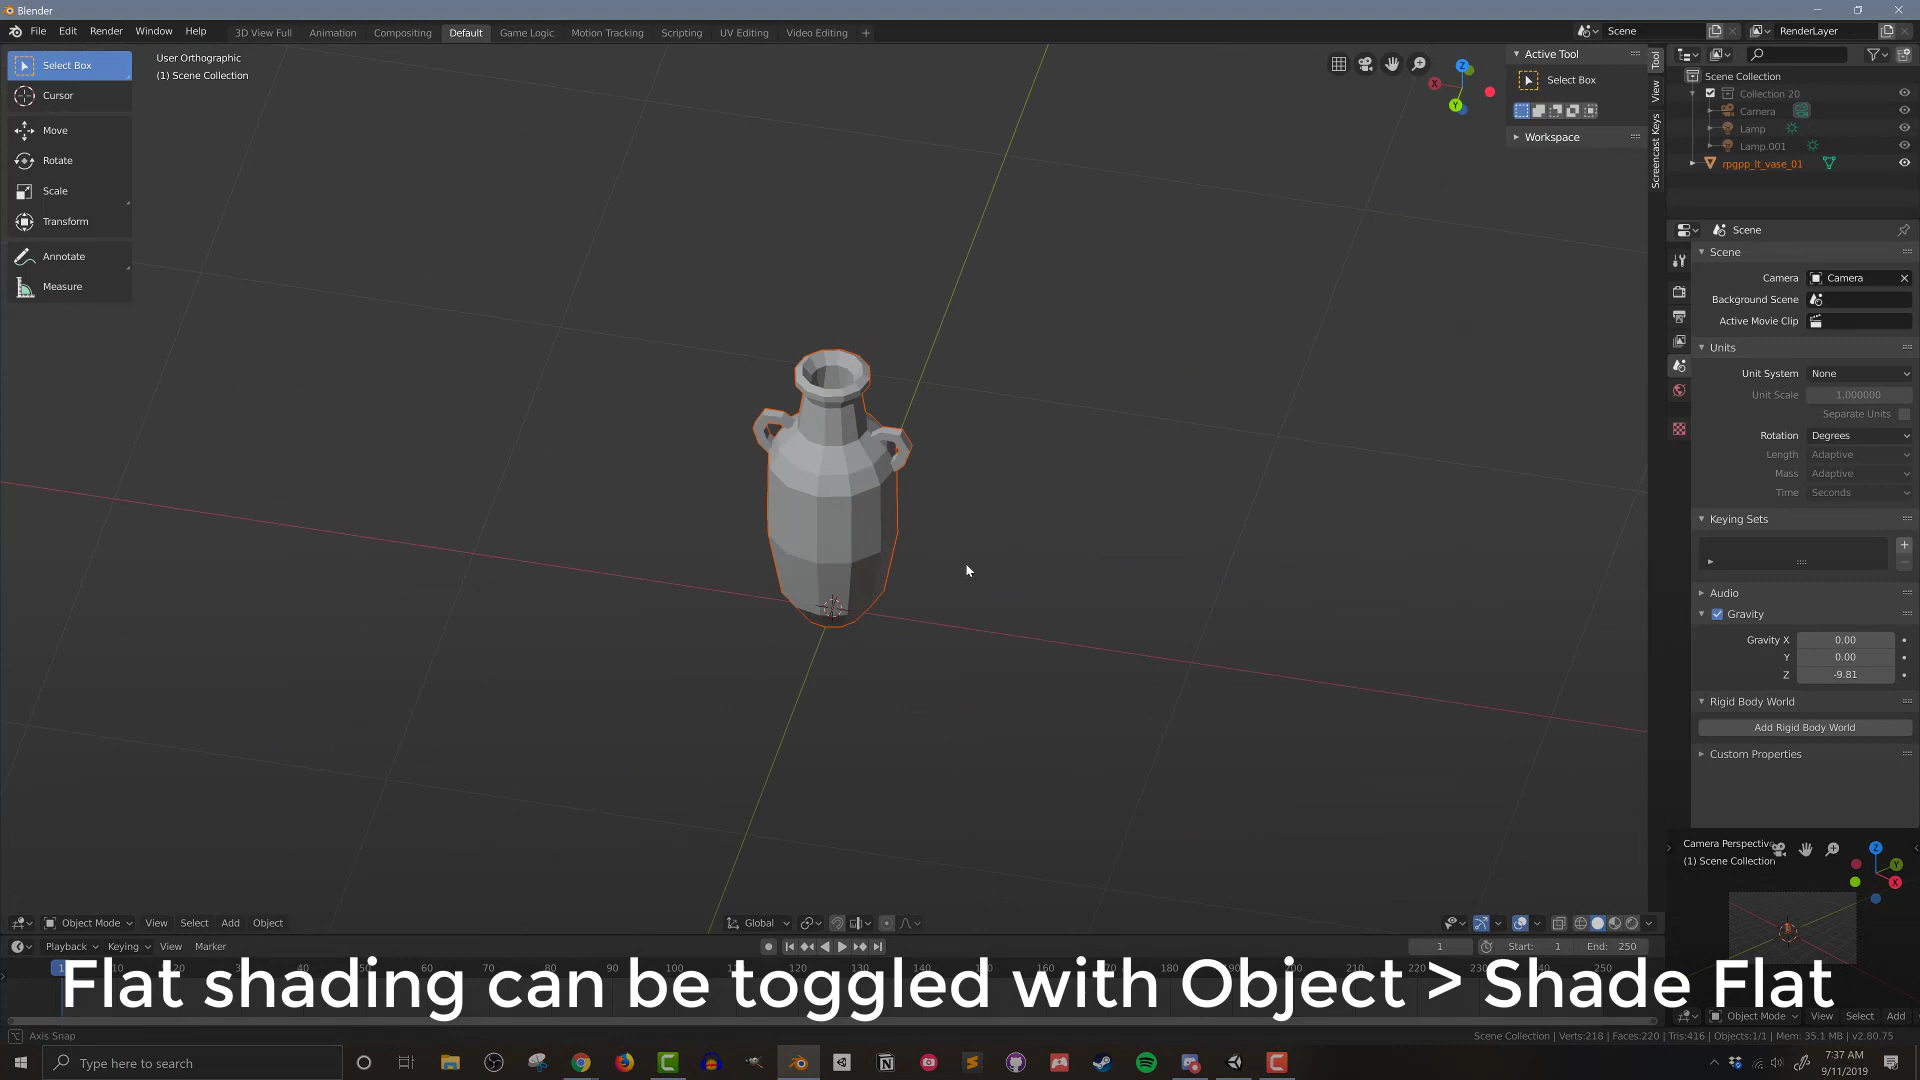 Blender
File Edit Render Window Help
3D View Full Animation Compositing Default Game Logic Motion Tracking Scripting UV Editing Video Editing +
Scene
RenderLayer
Select Box
Cursor
Move
Rotate
Scale
Transform
Annotate
Measure
User Orthographic
(1) Scene Collection
Z
X
Y
Active Tool
Select Box
Workspace
Tool
View
Screencast Keys
Scene Collection
Collection 20
Camera
Lamp
Lamp.001
rpgpp_lt_vase_01
Scene
Scene
Camera Camera
Background Scene
Active Movie Clip
Units
Unit System None
Unit Scale 1.000000
Separate Units
Rotation Degrees
Length Adaptive
Mass Adaptive
Time Seconds
Keying Sets
Audio
Gravity
Gravity X 0.00
Y 0.00
Z -9.81
Rigid Body World
Add Rigid Body World
Custom Properties
Camera Perspective
(1) Scene Collection
Z
Y
X
Object Mode View Select Add Object
Global
Playback Keying View Marker
1 Start: 1 End: 250
Flat shading can be toggled with Object > Shade Flat
Object Mode View Select Add
Axis Snap
Scene Collection | Verts:218 | Faces:220 | Tris:416 | Objects:1/1 | Mem: 35.1 MB | v2.80.75
Type here to search
7:37 AM
9/11/2019